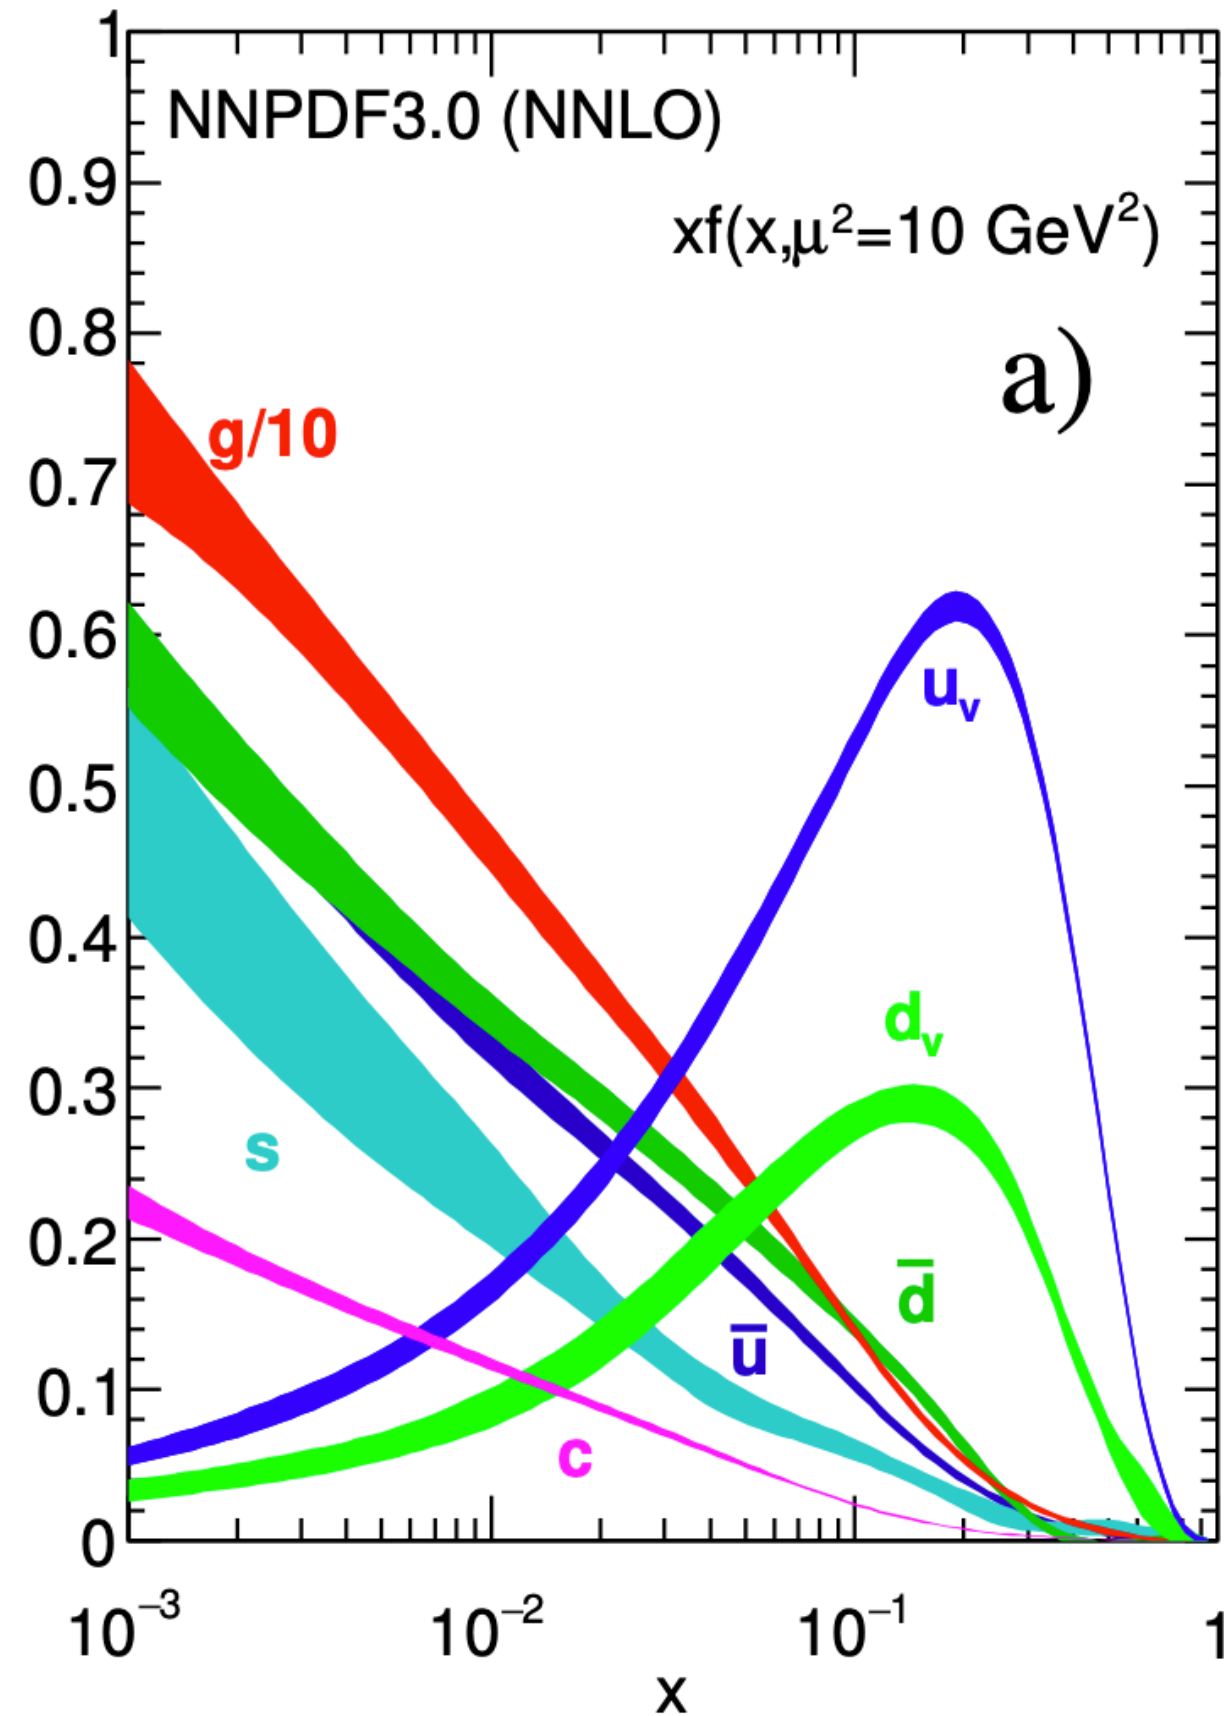 1
NNPDF3.0 (NNLO)
0.9
xf(x,μ²=10 GeV²)
0.8
a)
g/10
0.7
0.6
u_v
0.5
0.4
d_v
0.3
s
0.2
d̄
ū
0.1
c
0
10⁻³ 10⁻² 10⁻¹ 1
x